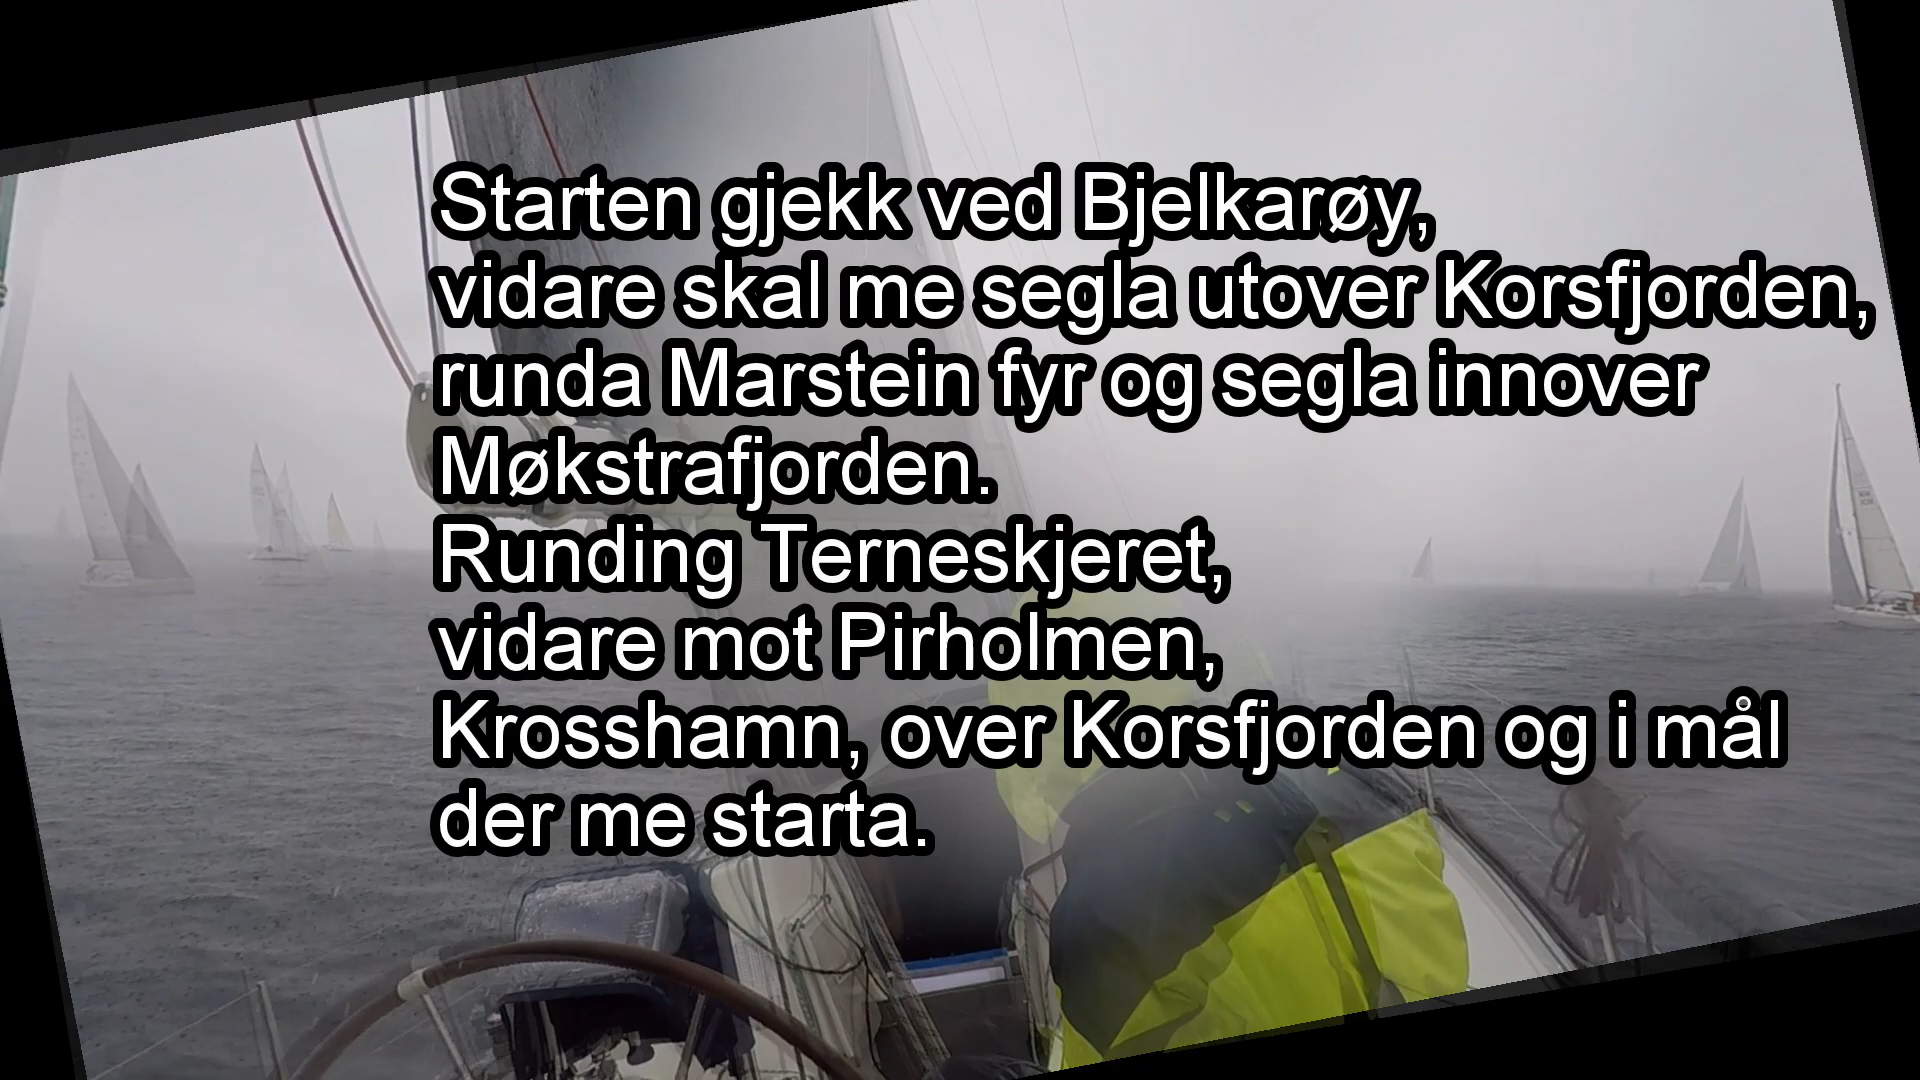 Starten gjekk ved Bjelkarøy,
vidare skal me segla utover Korsfjorden,
runda Marstein fyr og segla innover
Møkstrafjorden.
Runding Terneskjeret,
vidare mot Pirholmen,
Krosshamn, over Korsfjorden og i mål
der me starta.